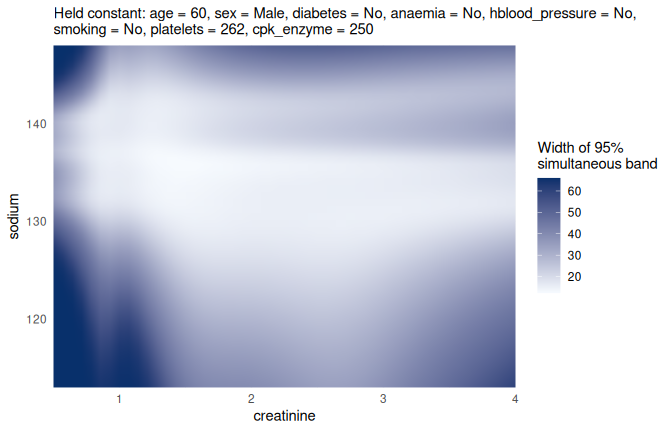 Held constant: age = 60, sex = Male, diabetes = No, anaemia = No, hblood_pressure = No,
smoking = No, platelets = 262, cpk_enzyme = 250
140
130
120
sodium
1
2
3
4
creatinine
Width of 95%
simultaneous band
60
50
40
30
20